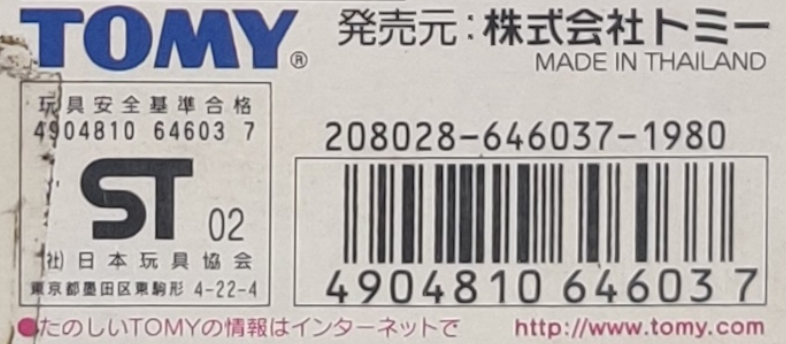 TOMY® 発売元：株式会社トミー
MADE IN THAILAND
玩具安全基準合格
4904810 64603 7
ST 02
(社)日本玩具協会
東京都墨田区東駒形 4-22-4
208028-646037-1980
4904810646037
●たのしいTOMYの情報はインターネットで http://www.tomy.com